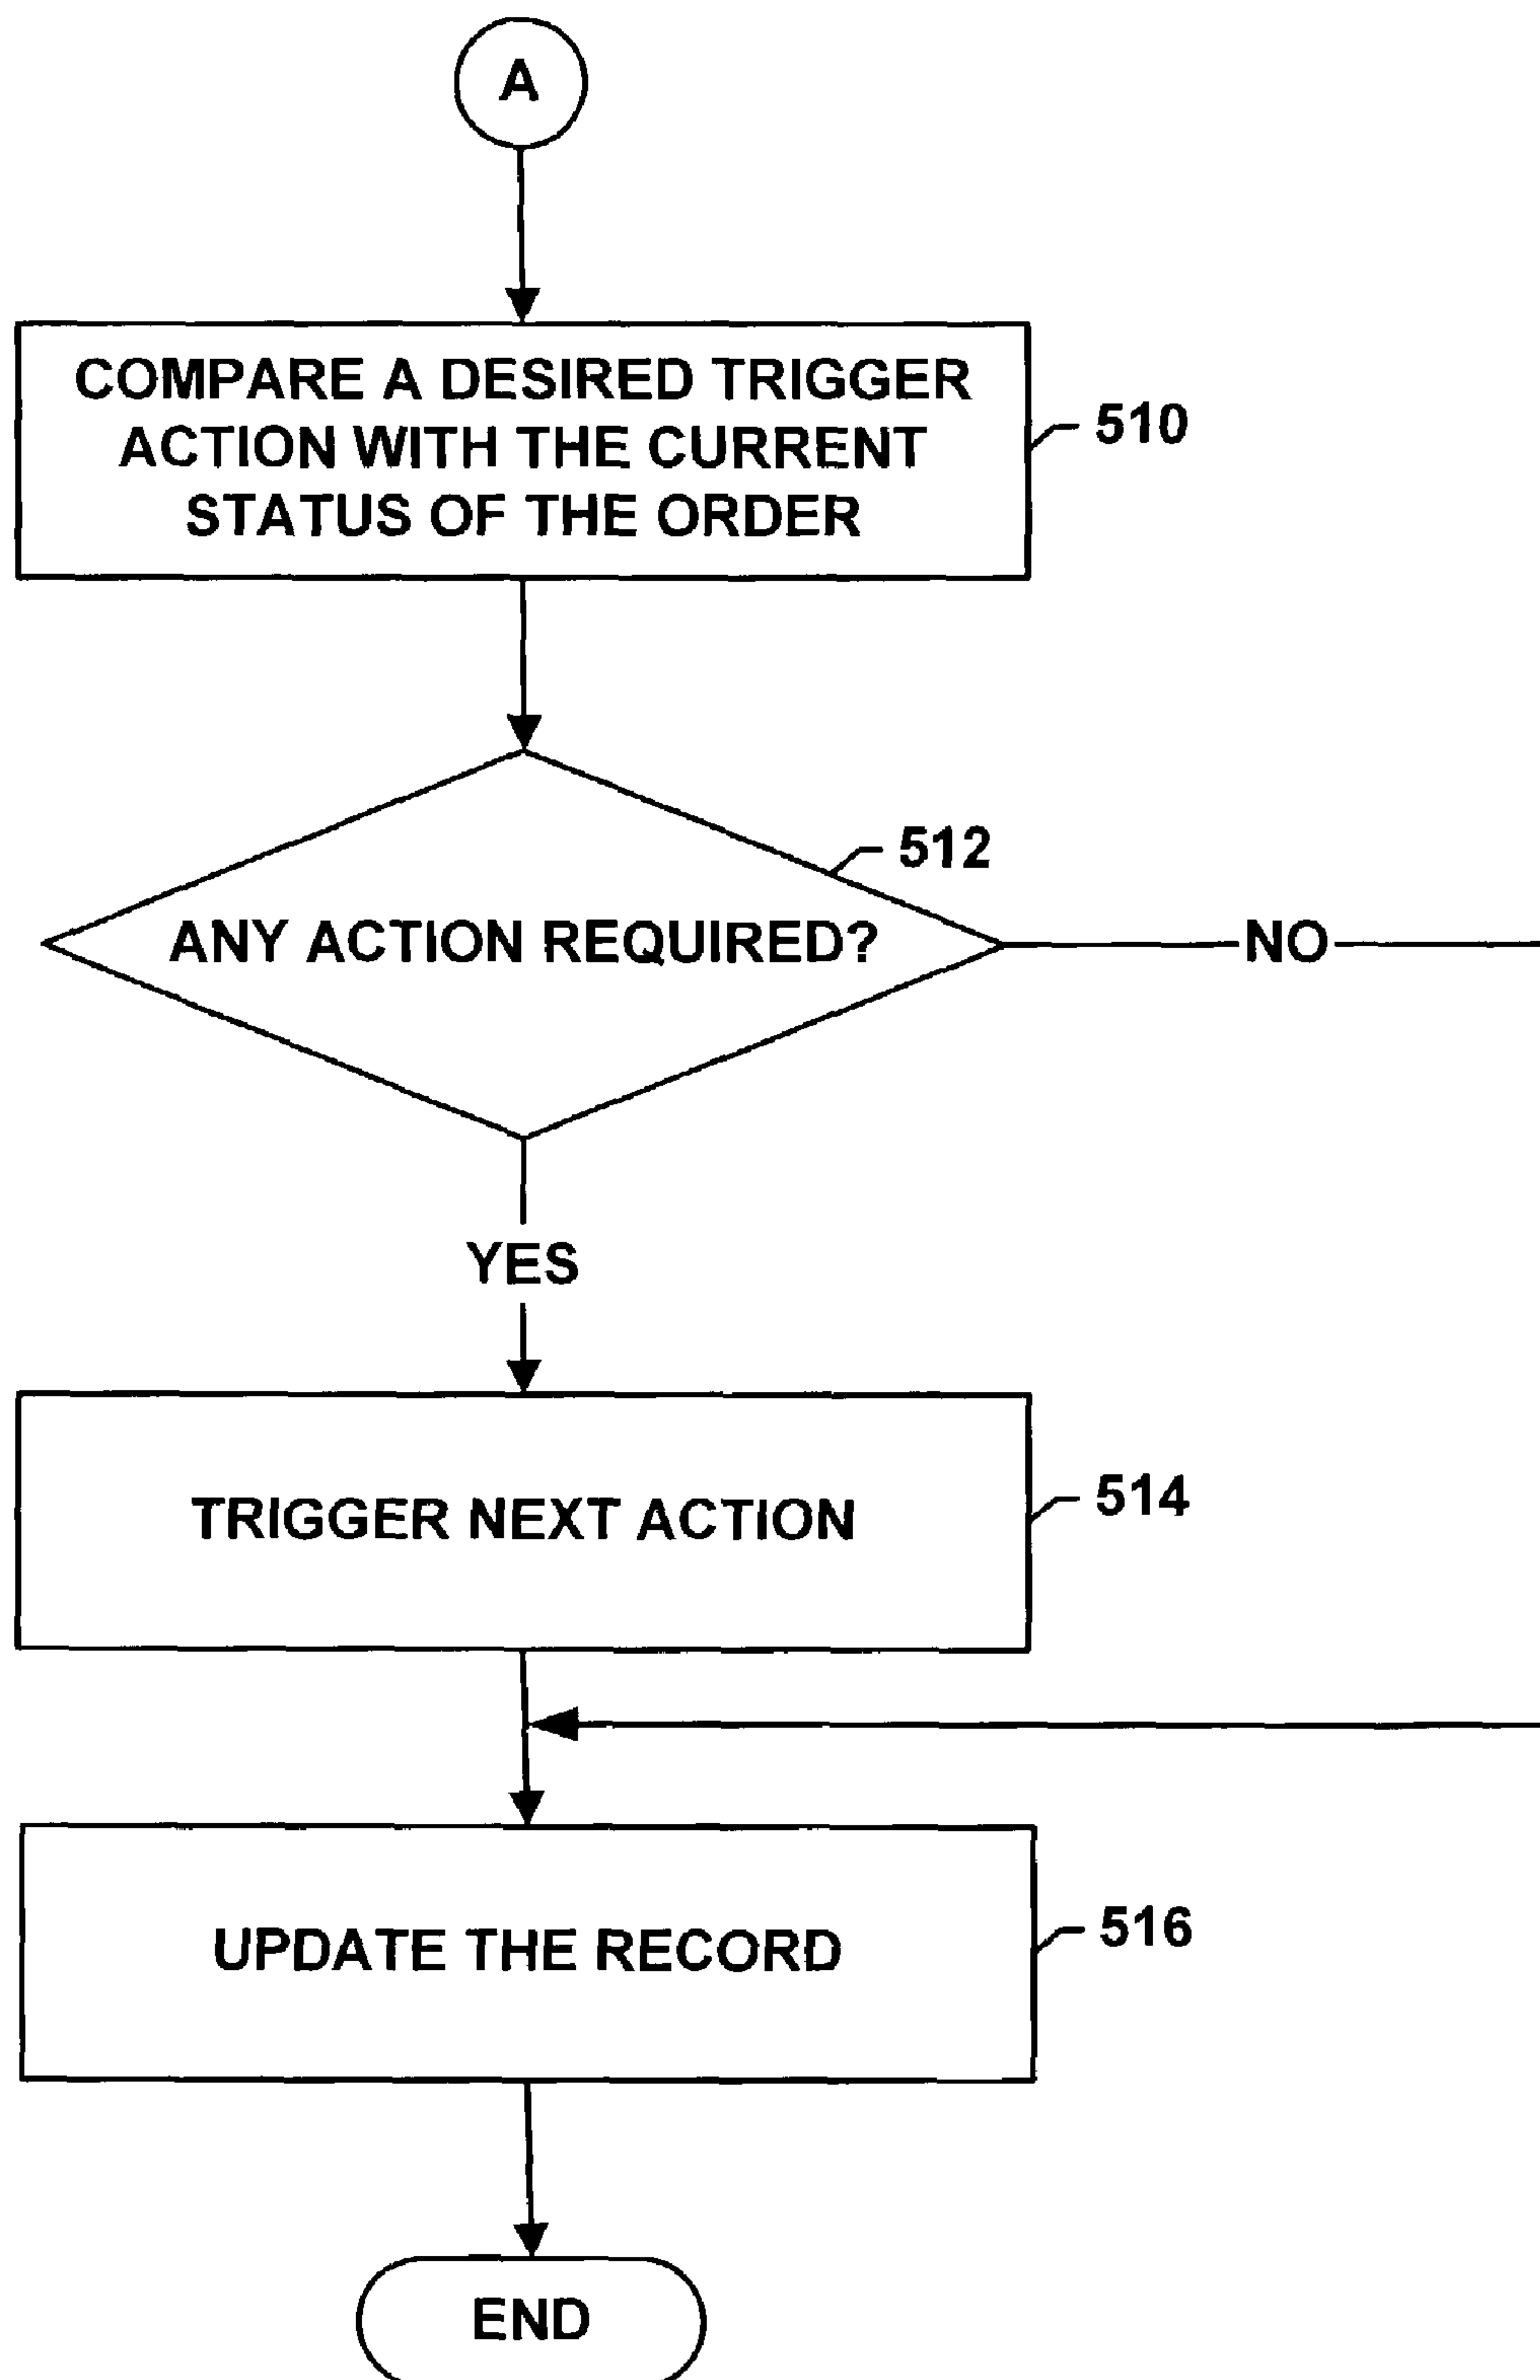 A
COMPARE A DESIRED TRIGGER
ACTION WITH THE CURRENT
STATUS OF THE ORDER
510
512
ANY ACTION REQUIRED?
NO
YES
TRIGGER NEXT ACTION
514
UPDATE THE RECORD
516
END